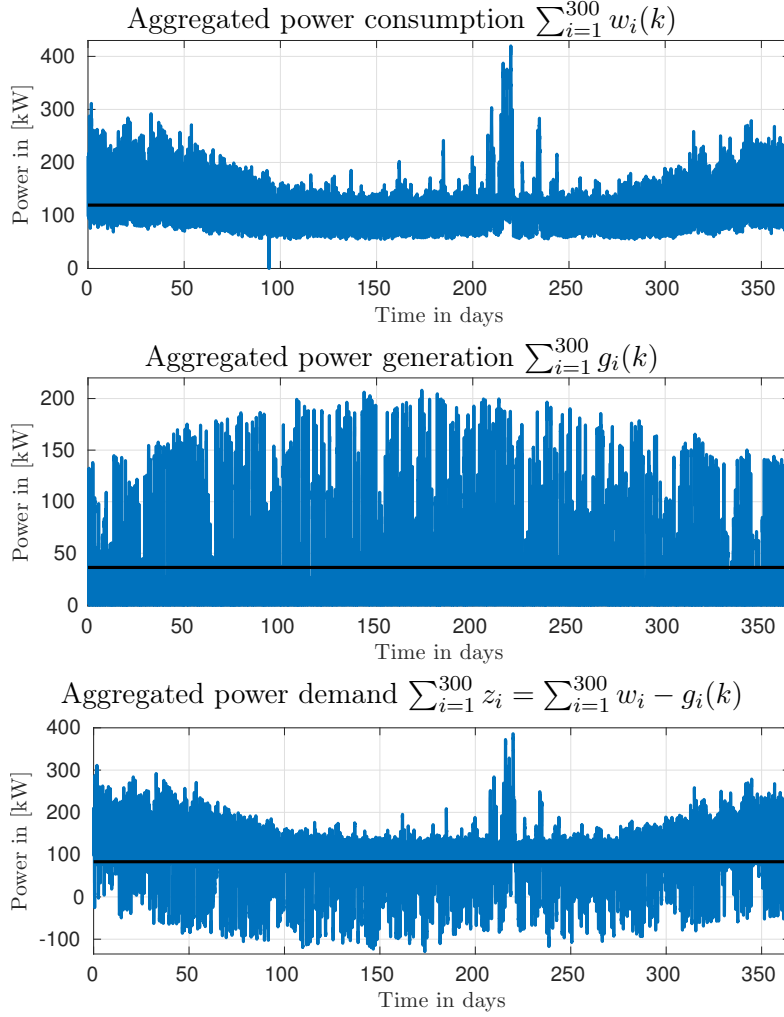 Aggregated power consumption $\sum_{i=1}^{300} w_i(k)$
Power in [kW]
400
300
200
100
0
0 50 100 150 200 250 300 350
Time in days
Aggregated power generation $\sum_{i=1}^{300} g_i(k)$
Power in [kW]
200
150
100
50
0
0 50 100 150 200 250 300 350
Time in days
Aggregated power demand $\sum_{i=1}^{300} z_i = \sum_{i=1}^{300} w_i - g_i(k)$
Power in [kW]
400
300
200
100
0
-100
0 50 100 150 200 250 300 350
Time in days